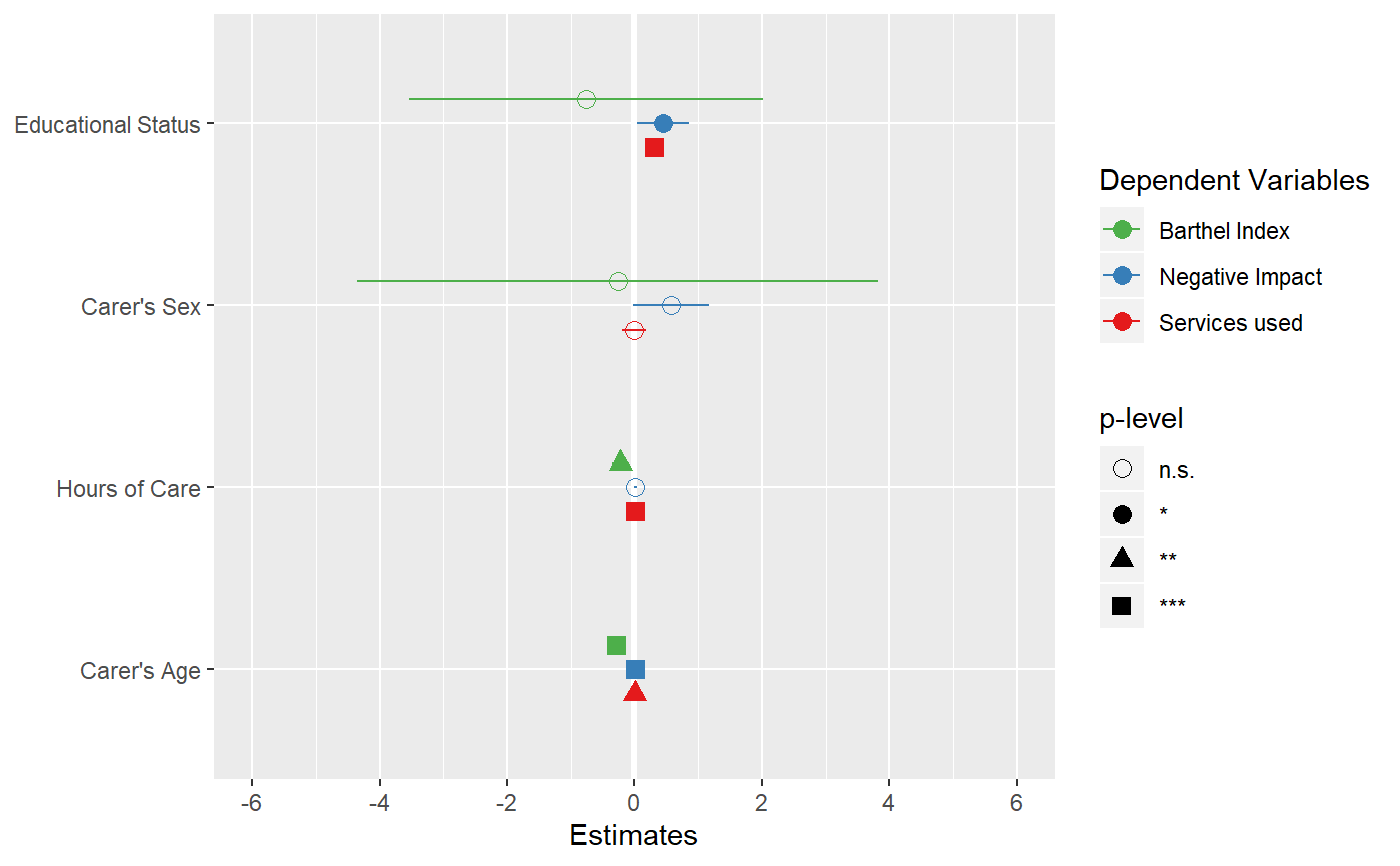 Educational Status
Carer's Sex
Hours of Care
Carer's Age
-6 -4 -2 0 2 4 6
Estimates
Dependent Variables
Barthel Index
Negative Impact
Services used
p-level
n.s.
*
**
***